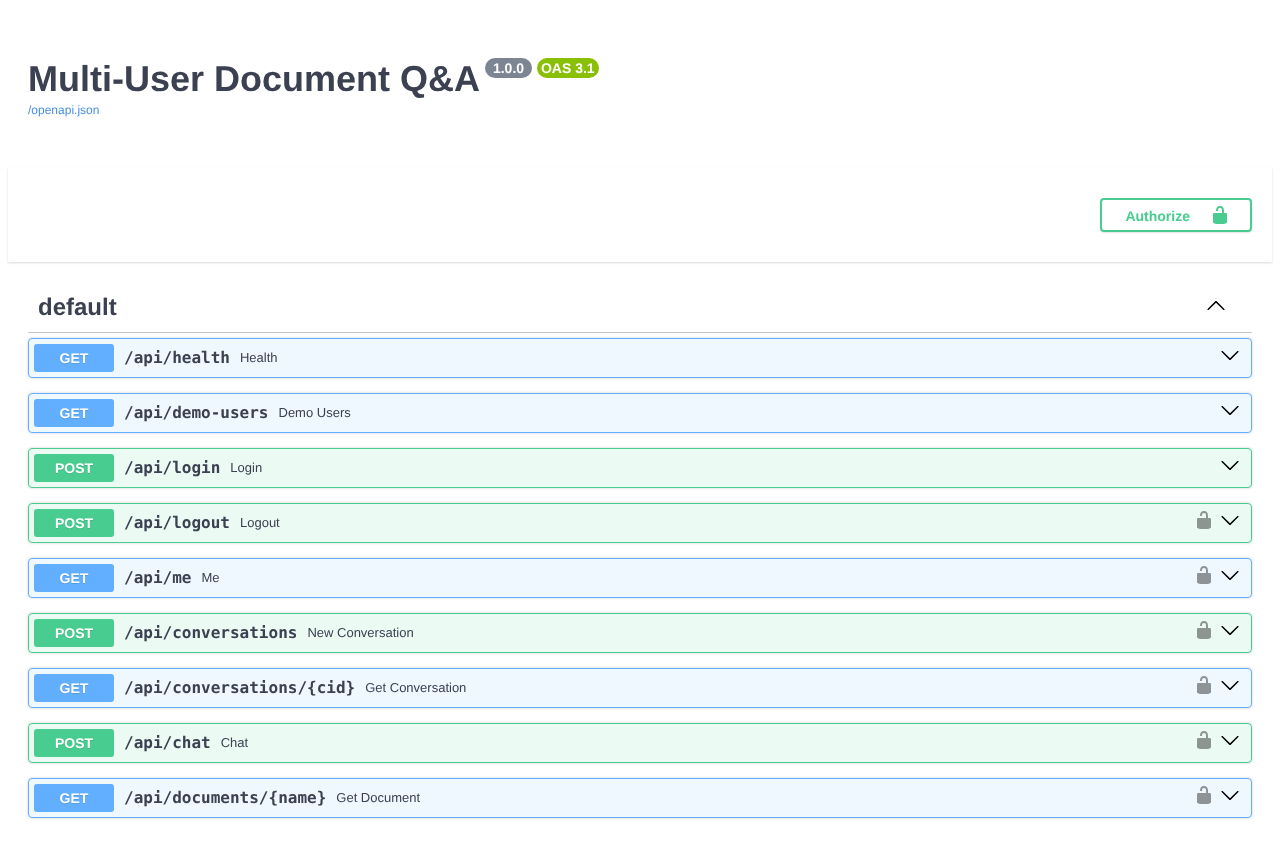 Multi-User Document Q&A 1.0.0 OAS 3.1
/openapi.json
Authorize
default
GET /api/health Health
GET /api/demo-users Demo Users
POST /api/login Login
POST /api/logout Logout
GET /api/me Me
POST /api/conversations New Conversation
GET /api/conversations/{cid} Get Conversation
POST /api/chat Chat
GET /api/documents/{name} Get Document